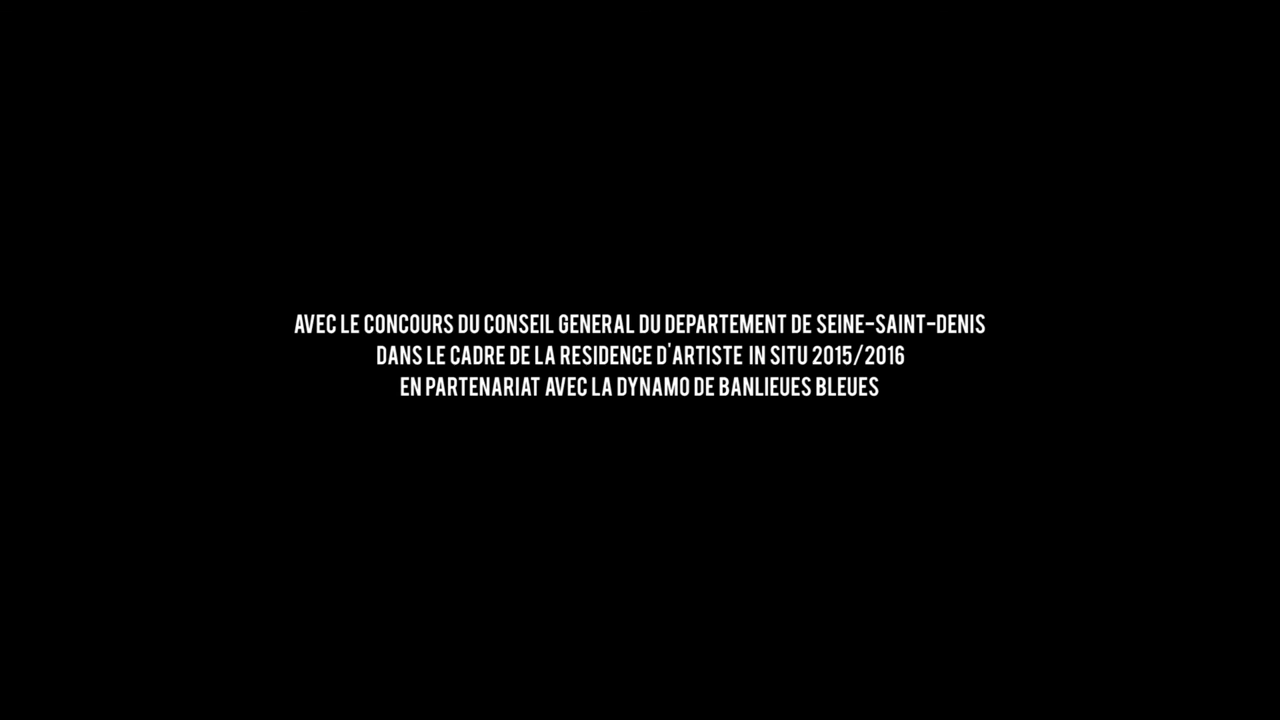 AVEC LE CONCOURS DU CONSEIL GENERAL DU DEPARTEMENT DE SEINE-SAINT-DENIS
DANS LE CADRE DE LA RESIDENCE D'ARTISTE IN SITU 2015/2016
EN PARTENARIAT AVEC LA DYNAMO DE BANLIEUES BLEUES